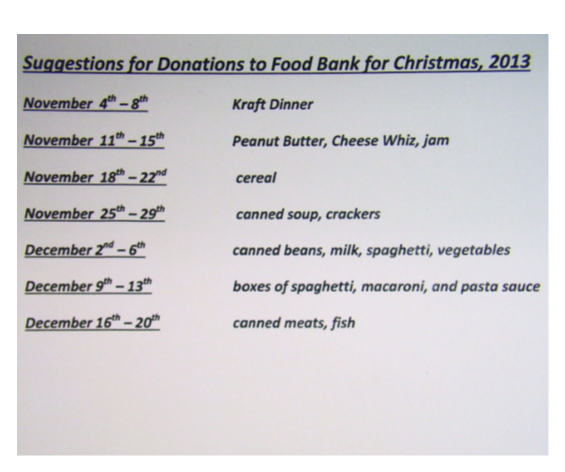 Suggestions for Donations to Food Bank for Christmas, 2013
November 4th – 8th Kraft Dinner
November 11th – 15th Peanut Butter, Cheese Whiz, jam
November 18th – 22nd cereal
November 25th – 29th canned soup, crackers
December 2nd – 6th canned beans, milk, spaghetti, vegetables
December 9th – 13th boxes of spaghetti, macaroni, and pasta sauce
December 16th – 20th canned meats, fish